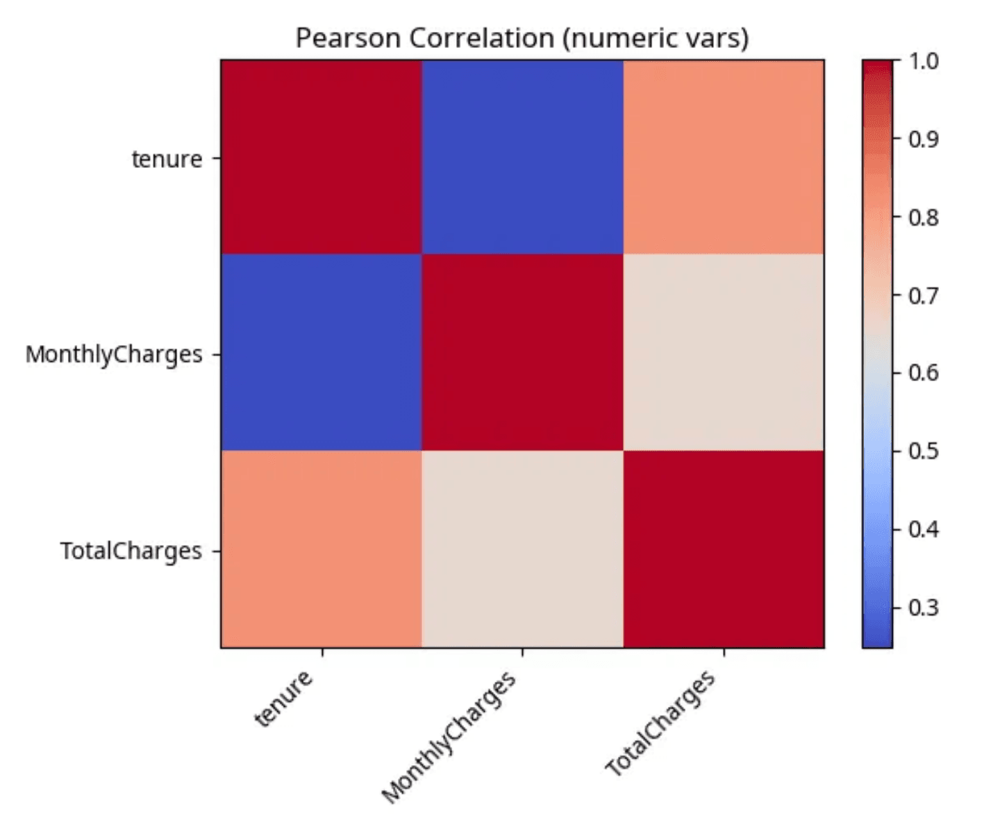 Pearson Correlation (numeric vars)
1.0
0.9
tenure
0.8
0.7
MonthlyCharges
0.6
0.5
0.4
TotalCharges
0.3
tenure
MonthlyCharges
TotalCharges